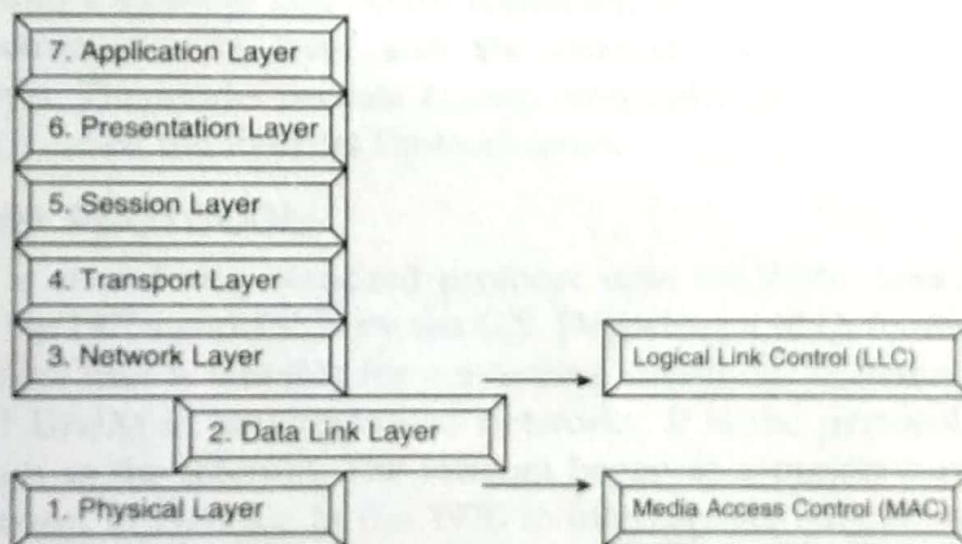 7. Application Layer
6. Presentation Layer
5. Session Layer
4. Transport Layer
3. Network Layer
Logical Link Control (LLC)
2. Data Link Layer
1. Physical Layer
Media Access Control (MAC)